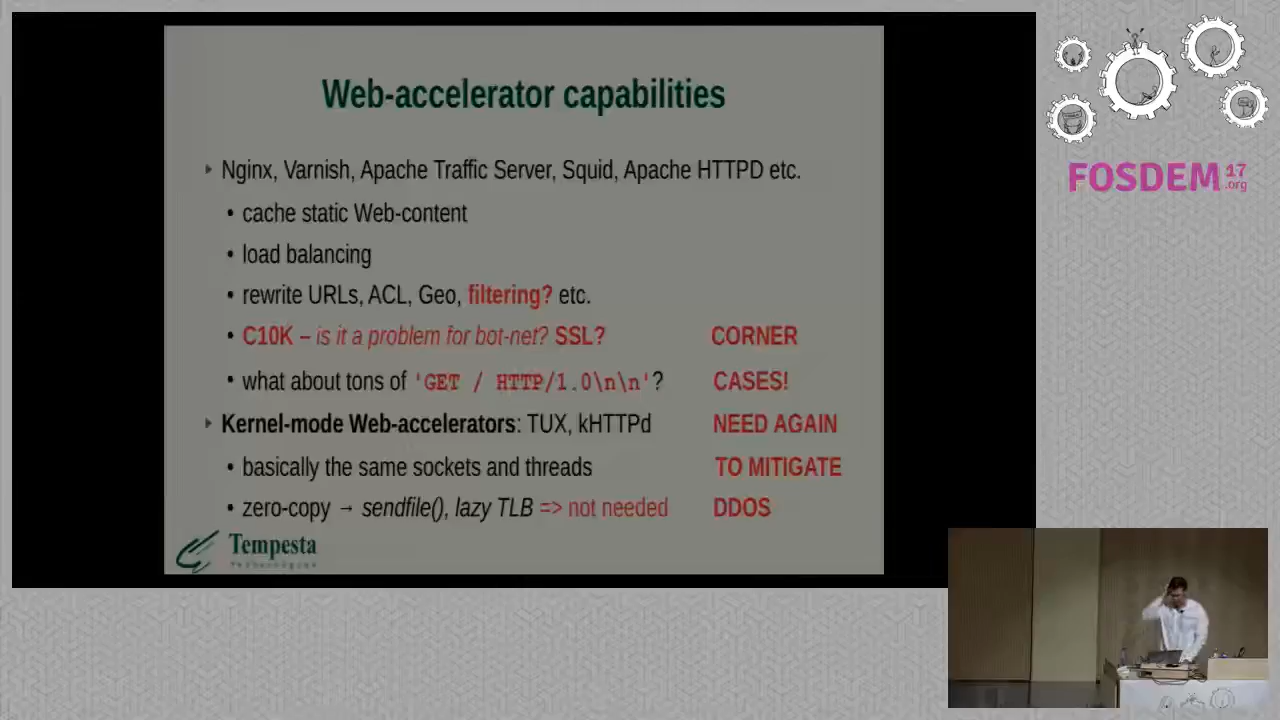 Web-accelerator capabilities
Nginx, Varnish, Apache Traffic Server, Squid, Apache HTTPD etc.
• cache static Web-content
• load balancing
• rewrite URLs, ACL, Geo, filtering? etc.
• C10K – is it a problem for bot-net? SSL? CORNER
• what about tons of 'GET / HTTP/1.0\n\n'? CASES!
Kernel-mode Web-accelerators: TUX, kHTTPd NEED AGAIN
• basically the same sockets and threads TO MITIGATE
• zero-copy → sendfile(), lazy TLB => not needed DDOS
Tempesta
Technologies
FOSDEM 17
.org